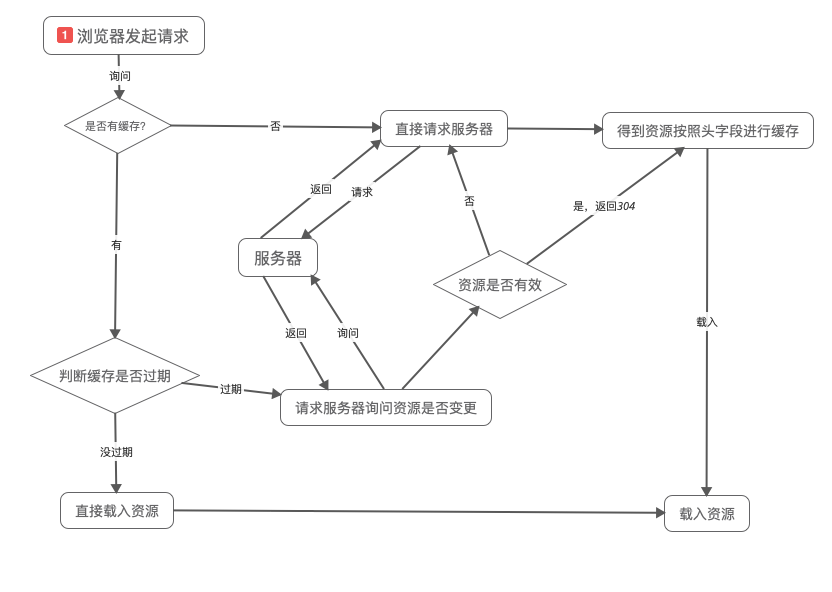 1 浏览器发起请求
询问
是否有缓存?
否
直接请求服务器
得到资源按照头字段进行缓存
返回
请求
否
是，返回304
有
服务器
资源是否有效
载入
返回
询问
判断缓存是否过期
过期
请求服务器询问资源是否变更
没过期
直接载入资源
载入资源